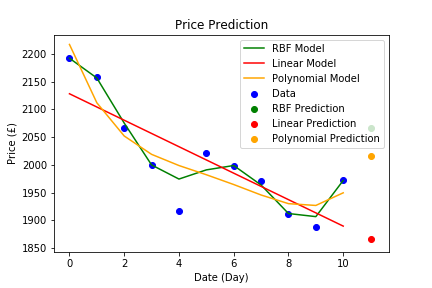 Price Prediction
RBF Model
Linear Model
Polynomial Model
Data
RBF Prediction
Linear Prediction
Polynomial Prediction
Price (£)
2200
2150
2100
2050
2000
1950
1900
1850
0 2 4 6 8 10
Date (Day)